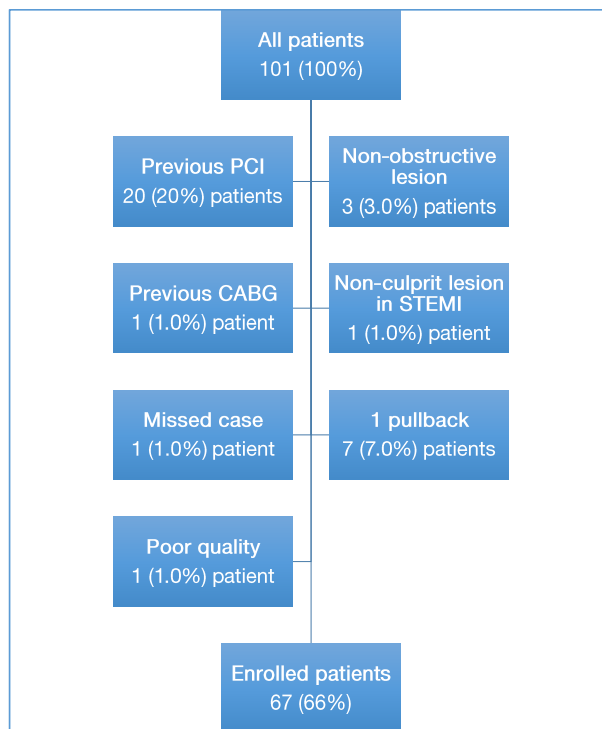 All patients
101 (100%)
Previous PCI
20 (20%) patients
Non-obstructive
lesion
3 (3.0%) patients
Previous CABG
1 (1.0%) patient
Non-culprit lesion
in STEMI
1 (1.0%) patient
Missed case
1 (1.0%) patient
1 pullback
7 (7.0%) patients
Poor quality
1 (1.0%) patient
Enrolled patients
67 (66%)